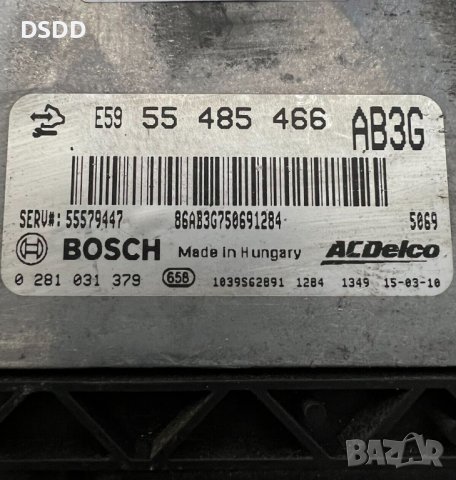 DSDD
E59 55 485 466 AB3G
SERV#: 55579447 86AB3G750691284 5069
BOSCH Made in Hungary ACDelco
0 281 031 379 658 1039S62891 1284 1349 15-03-10
BAZAR